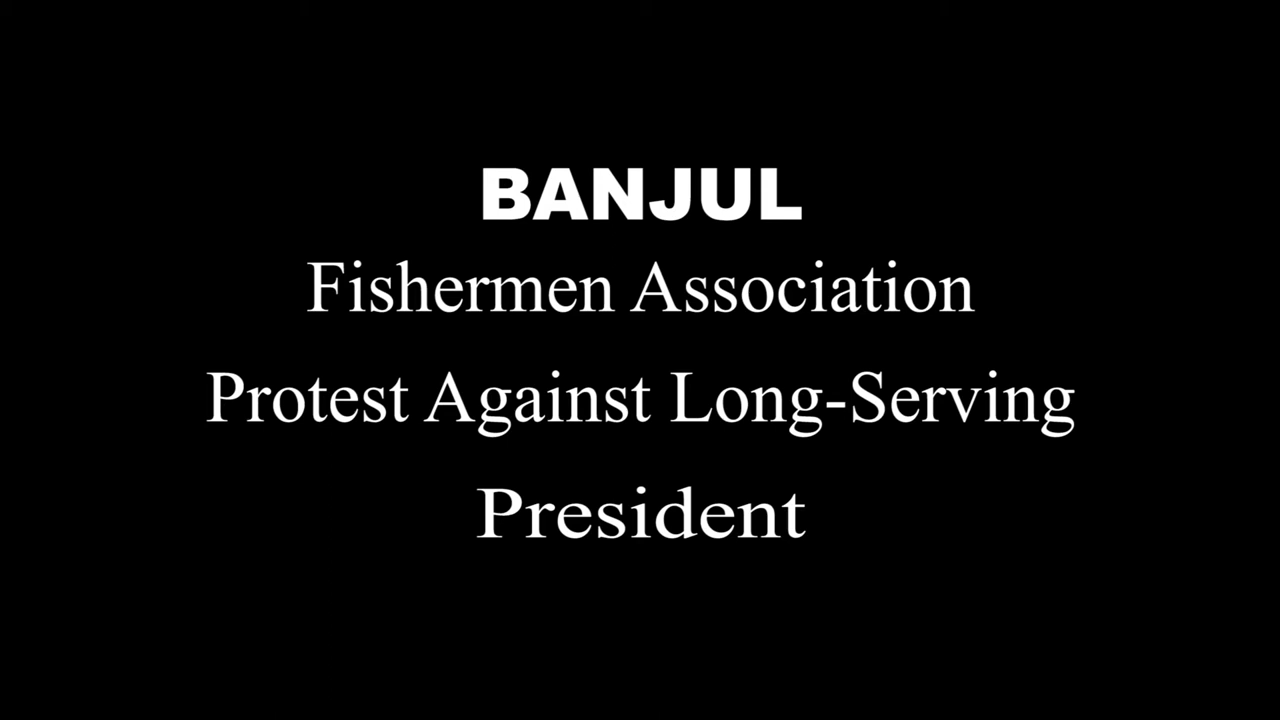 BANJUL
Fishermen Association
Protest Against Long-Serving
President